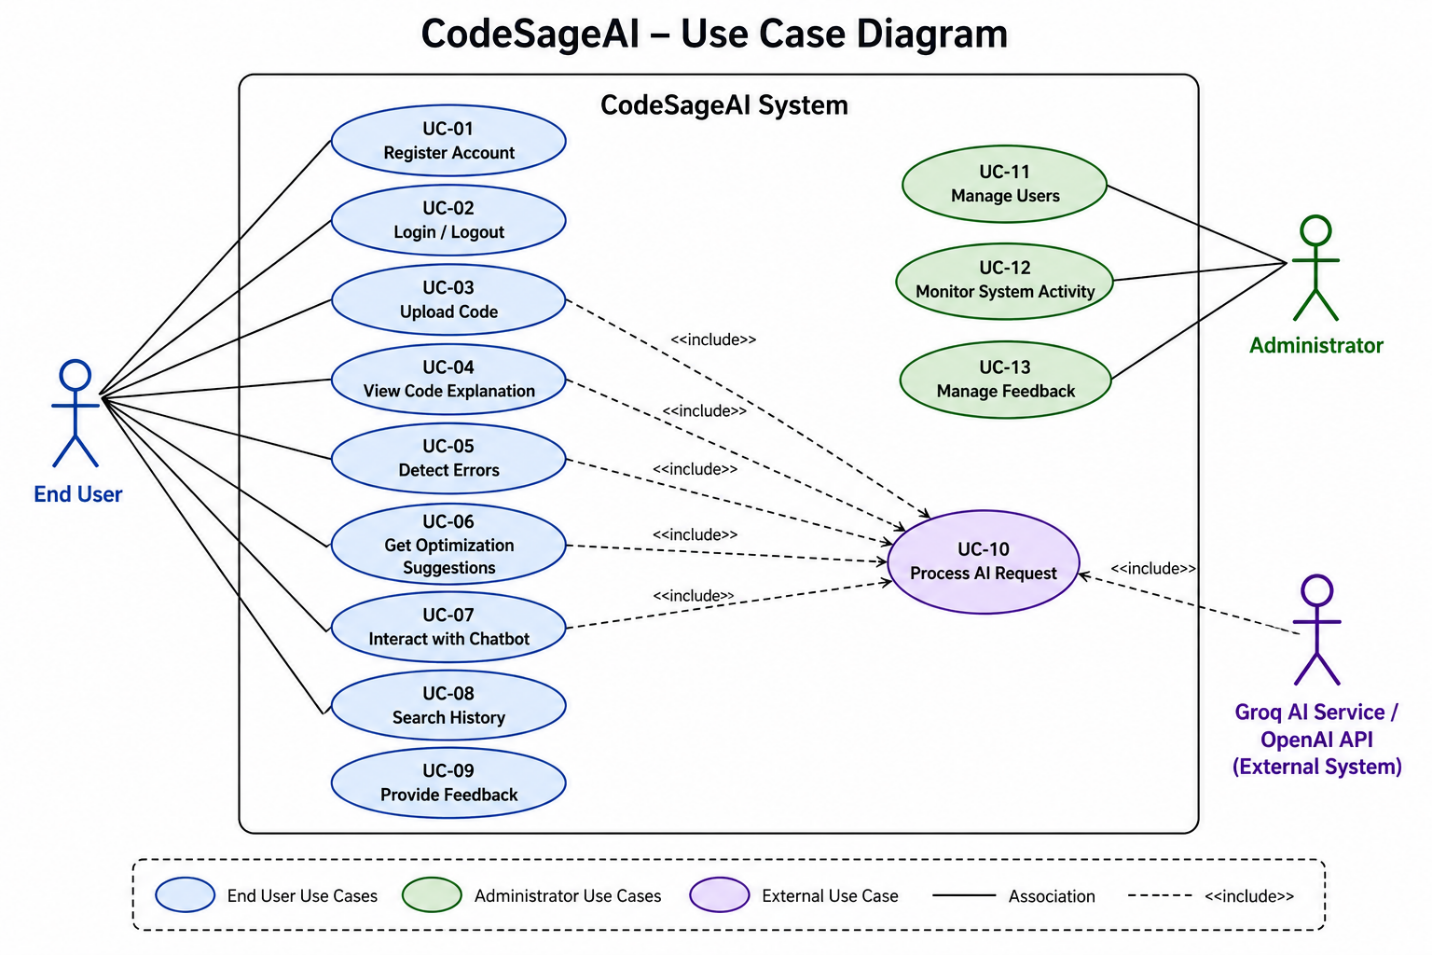 CodeSageAI – Use Case Diagram
CodeSageAI System
UC-01
Register Account
UC-02
Login / Logout
UC-03
Upload Code
UC-04
View Code Explanation
UC-05
Detect Errors
UC-06
Get Optimization
Suggestions
UC-07
Interact with Chatbot
UC-08
Search History
UC-09
Provide Feedback
End User
<<include>>
<<include>>
<<include>>
<<include>>
<<include>>
UC-10
Process AI Request
<<include>>
UC-11
Manage Users
UC-12
Monitor System Activity
UC-13
Manage Feedback
Administrator
Groq AI Service /
OpenAI API
(External System)
End User Use Cases
Administrator Use Cases
External Use Case
Association
<<include>>